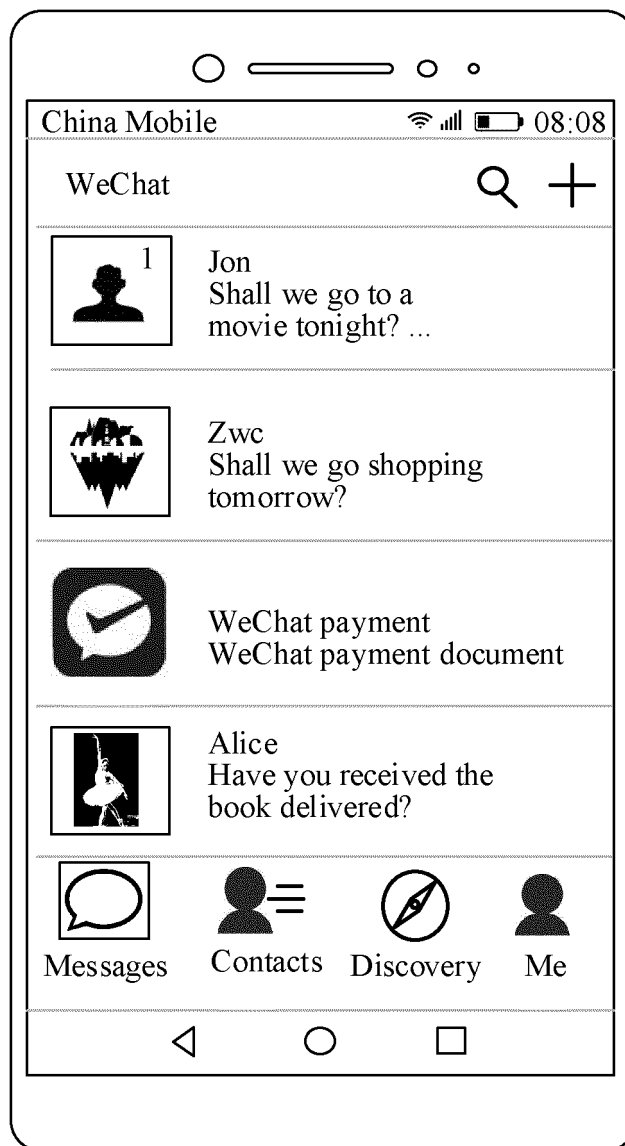 China Mobile 08:08
WeChat
1
Jon
Shall we go to a
movie tonight? ...
Zwc
Shall we go shopping
tomorrow?
WeChat payment
WeChat payment document
Alice
Have you received the
book delivered?
Messages Contacts Discovery Me